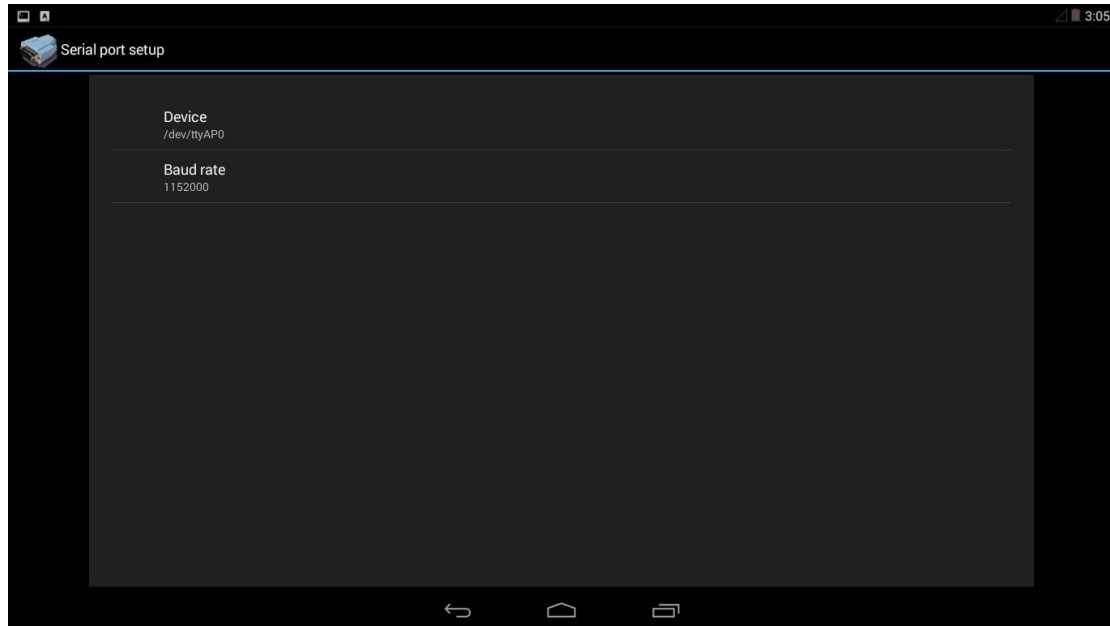 3:05
Serial port setup
Device
/dev/ttyAP0
Baud rate
1152000